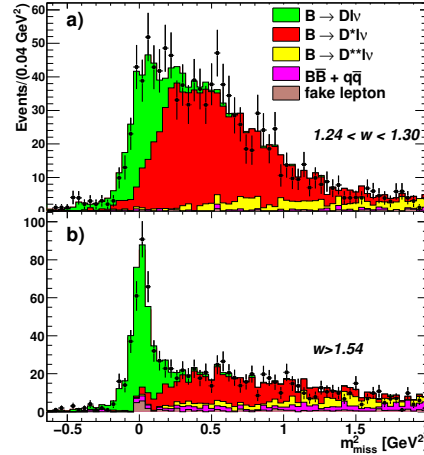 a)
B → Dlν
B → D*lν
B → D**lν
BB̅ + qq̅
fake lepton
1.24 < w < 1.30
Events/(0.04 GeV²)
60
50
40
30
20
10
0
b)
w>1.54
100
80
60
40
20
0
-0.5 0 0.5 1 1.5
m²miss [GeV²]